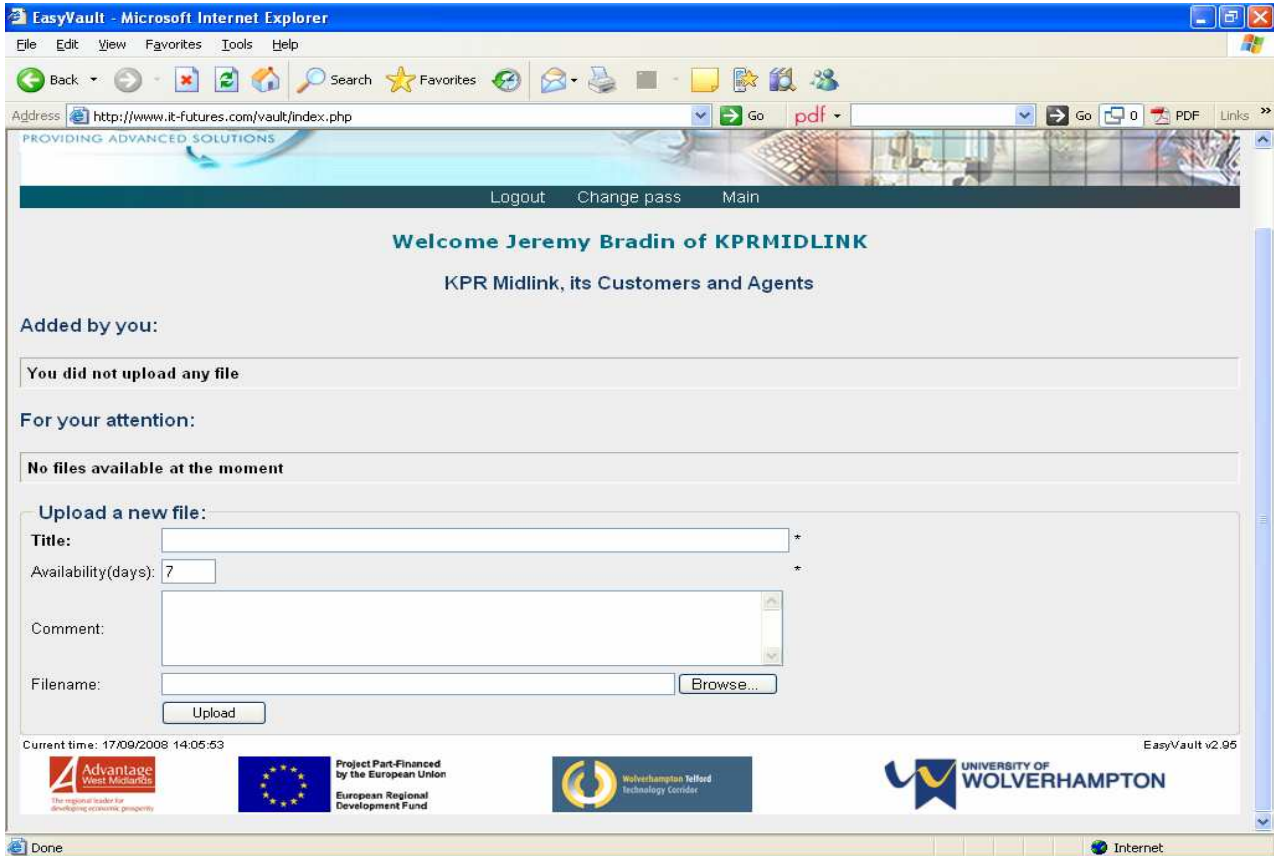 EasyVault - Microsoft Internet Explorer
File Edit View Favorites Tools Help
Back Search Favorites
Address http://www.it-futures.com/vault/index.php Go pdf Go 0 PDF Links »
PROVIDING ADVANCED SOLUTIONS
Logout Change pass Main
Welcome Jeremy Bradin of KPRMIDLINK
KPR Midlink, its Customers and Agents
Added by you:
You did not upload any file
For your attention:
No files available at the moment
Upload a new file:
Title: *
Availability(days): 7 *
Comment:
Filename: Browse...
Upload
Current time: 17/09/2008 14:05:53 EasyVault v2.95
Advantage
West Midlands
The regional leader for
developing economic prosperity
Project Part-Financed
by the European Union
European Regional
Development Fund
Wolverhampton Telford
Technology Corridor
UNIVERSITY OF
WOLVERHAMPTON
Done Internet